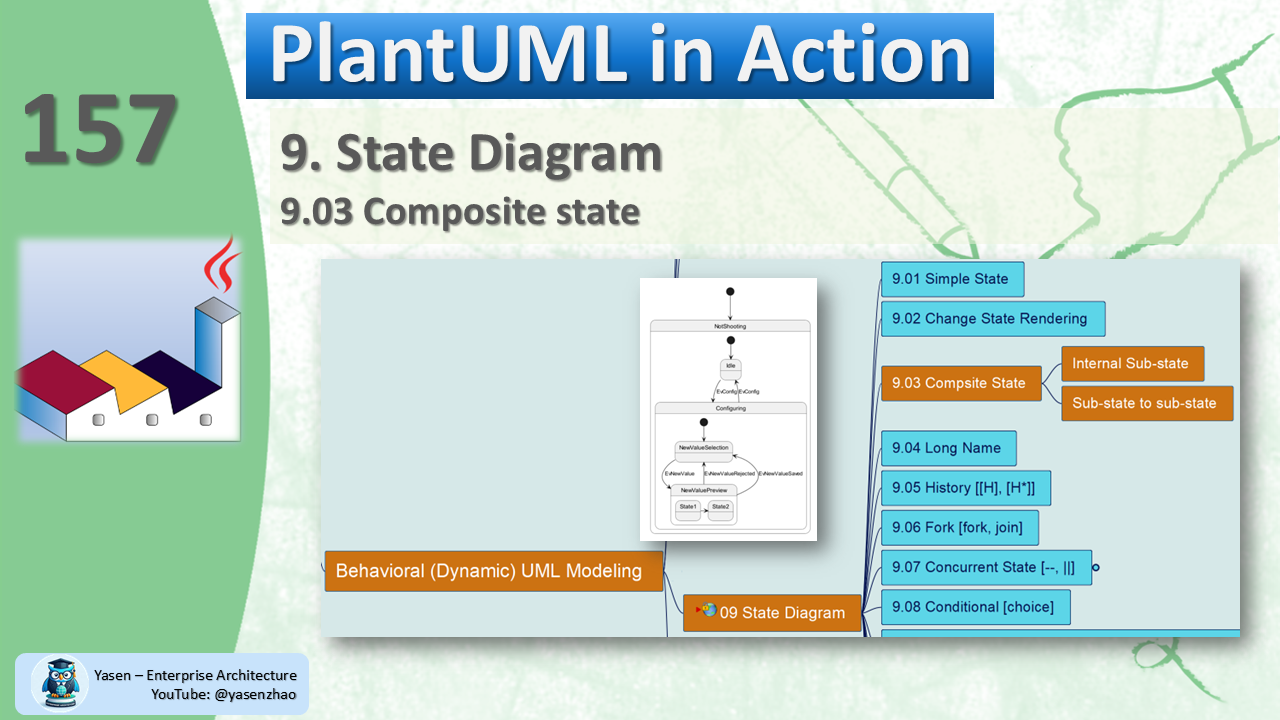 PlantUML in Action
157
9. State Diagram
9.03 Composite state
NotShooting
Idle
EvConfig EvConfig
Configuring
NewValueSelection
EvNewValue EvNewValueRejected EvNewValueSaved
NewValuePreview
State1 State2
9.01 Simple State
9.02 Change State Rendering
9.03 Compsite State
Internal Sub-state
Sub-state to sub-state
9.04 Long Name
9.05 History [[H], [H*]]
9.06 Fork [fork, join]
9.07 Concurrent State [--, ||]
9.08 Conditional [choice]
Behavioral (Dynamic) UML Modeling
09 State Diagram
Yasen – Enterprise Architecture
YouTube: @yasenzhao